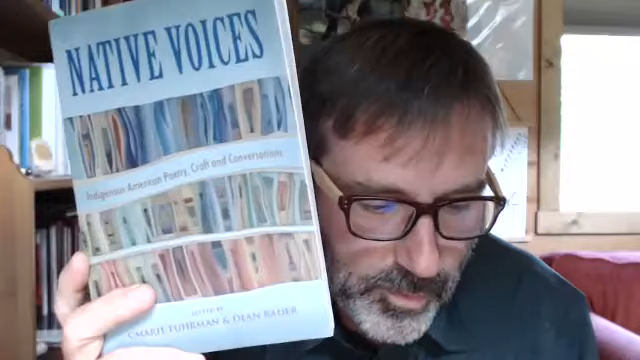 NATIVE VOICES
Indigenous American Poetry, Craft and Conversations
EDITED BY
CMARIE FUHRMAN & DEAN RADER